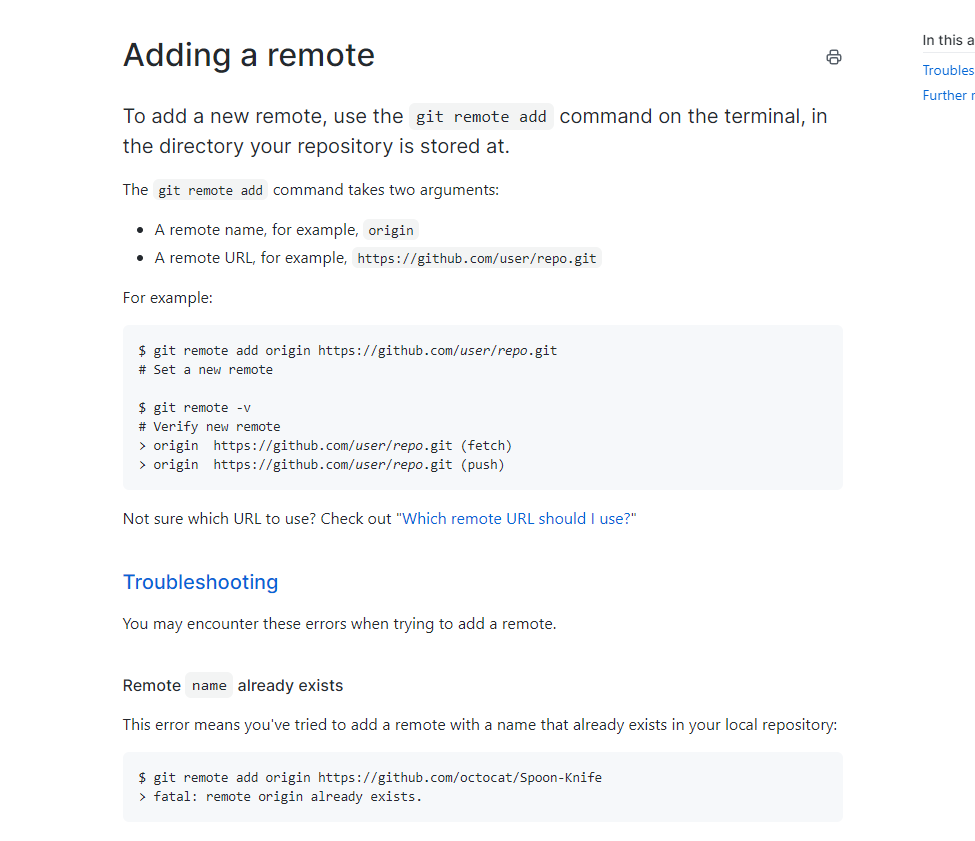 Adding a remote
In this a
Troubles
Further r
To add a new remote, use the git remote add command on the terminal, in
the directory your repository is stored at.
The git remote add command takes two arguments:
• A remote name, for example, origin
• A remote URL, for example, https://github.com/user/repo.git
For example:
$ git remote add origin https://github.com/user/repo.git
# Set a new remote
$ git remote -v
# Verify new remote
> origin  https://github.com/user/repo.git (fetch)
> origin  https://github.com/user/repo.git (push)
Not sure which URL to use? Check out "Which remote URL should I use?"
Troubleshooting
You may encounter these errors when trying to add a remote.
Remote name already exists
This error means you've tried to add a remote with a name that already exists in your local repository:
$ git remote add origin https://github.com/octocat/Spoon-Knife
> fatal: remote origin already exists.